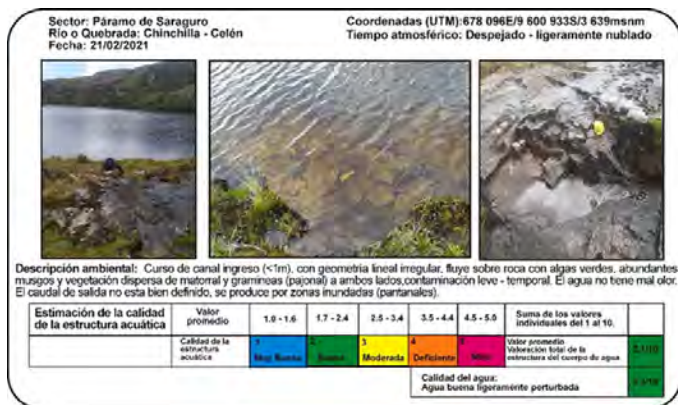 Sector: Páramo de Saraguro
Río o Quebrada: Chinchilla - Celén
Fecha: 21/02/2021
Coordenadas (UTM):678 096E/9 600 933S/3 639msnm
Tiempo atmosférico: Despejado - ligeramente nublado
Descripción ambiental: Curso de canal ingreso (<1m), con geometría lineal irregular, fluye sobre roca con algas verdes, abundantes
musgos y vegetación dispersa de matorral y gramíneas (pajonal) a ambos lados,contaminación leve - temporal. El agua no tiene mal olor.
El caudal de salida no esta bien definido, se produce por zonas inundadas (pantanales).
Estimación de la calidad
de la estructura acuática
Valor
promedio
1.0 - 1.6
1.7 - 2.4
2.5 - 3.4
3.5 - 4.4
4.5 - 5.0
Suma de los valores
individuales del 1 al 10.
Calidad de la
estructura
acuática
1
Muy Buena
2
Buena
3
Moderada
4
Deficiente
Valor promedio
Valoración total de la
estructura del cuerpo de agua
Calidad del agua:
Agua buena ligeramente perturbada